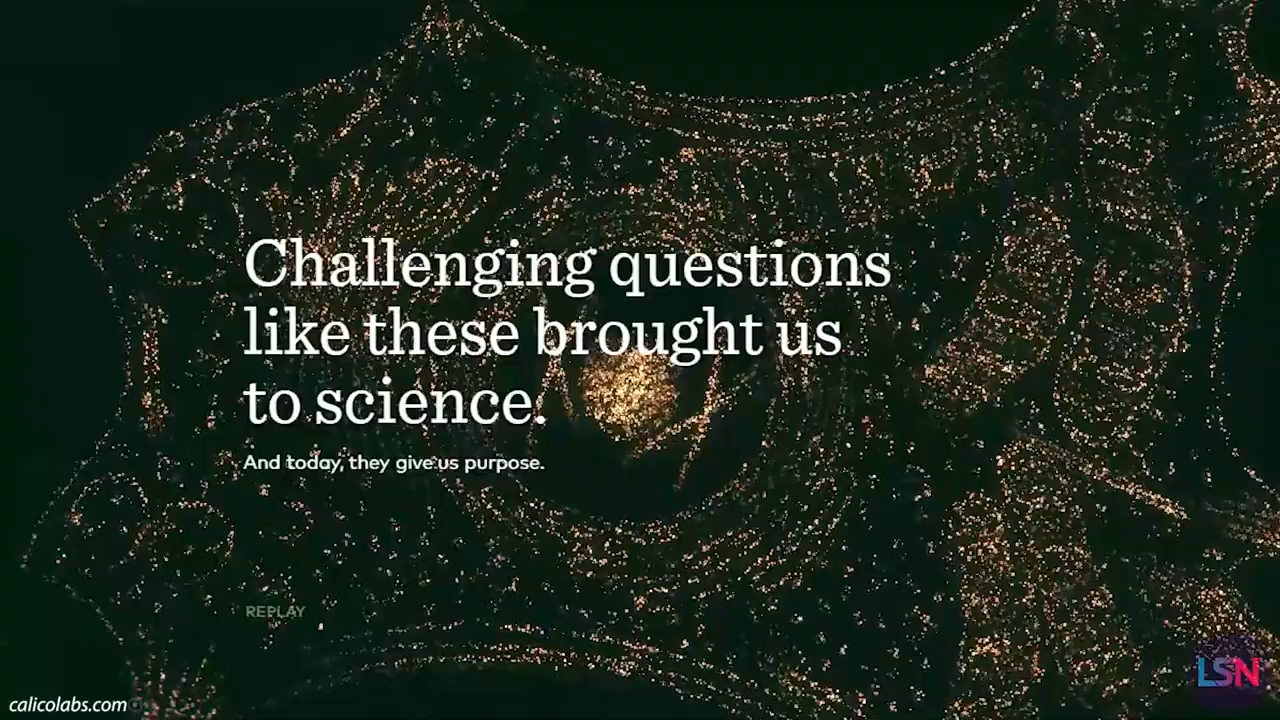 Challenging questions
like these brought us
to science.
And today, they give us purpose.
REPLAY
calicolabs.com
LSN